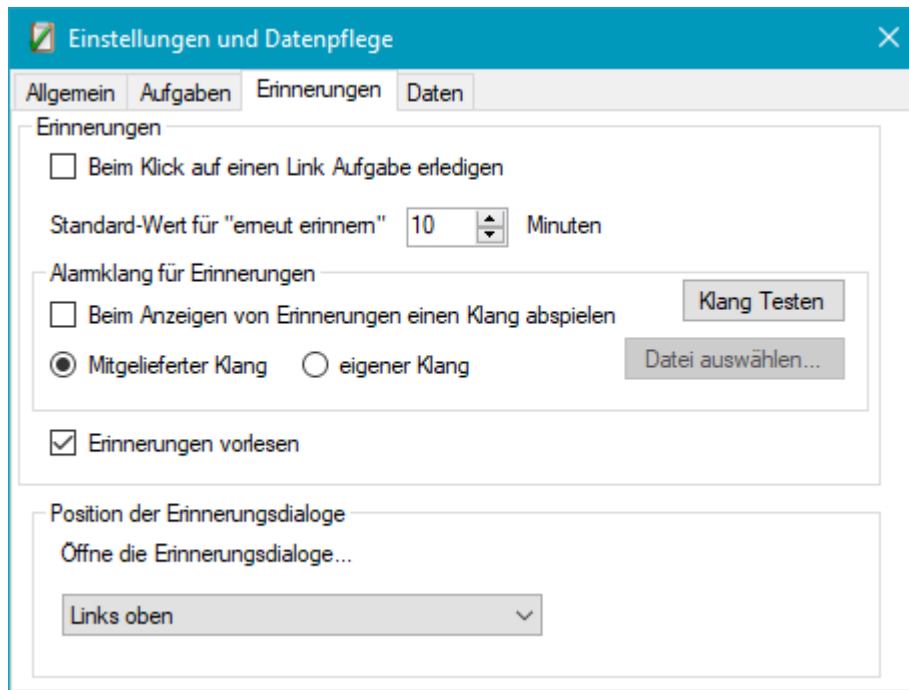 Einstellungen und Datenpflege
Allgemein Aufgaben Erinnerungen Daten
Erinnerungen
Beim Klick auf einen Link Aufgabe erledigen
Standard-Wert für "erneut erinnern" 10 Minuten
Alarmklang für Erinnerungen
Klang Testen
Beim Anzeigen von Erinnerungen einen Klang abspielen
Mitgelieferter Klang eigener Klang Datei auswählen...
Erinnerungen vorlesen
Position der Erinnerungsdialoge
Öffne die Erinnerungsdialoge...
Links oben